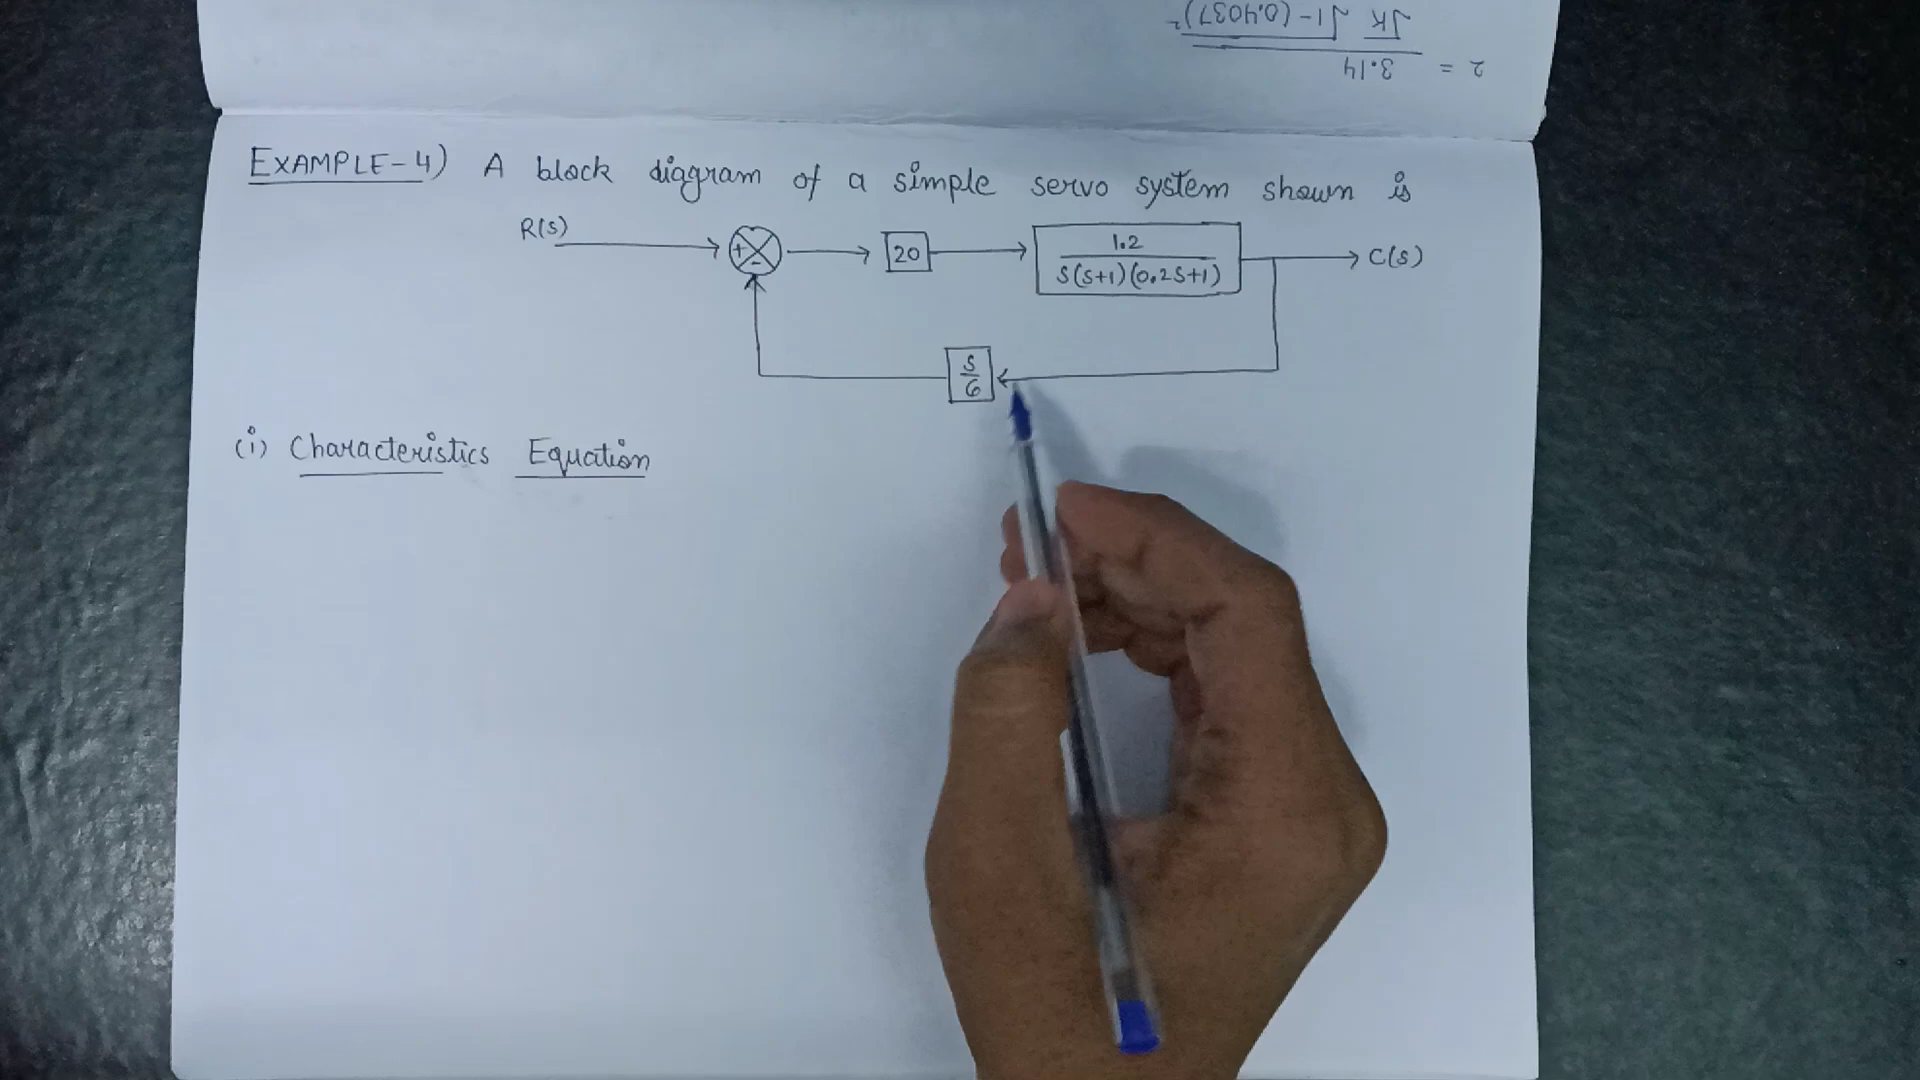 2 = 3.14 / √K √1-(0.4037)²
EXAMPLE-4) A block diagram of a simple servo system shown is
R(s)
+
-
20
1.2
S(S+1)(0.2S+1)
C(s)
S
6
(i) Characteristics Equation